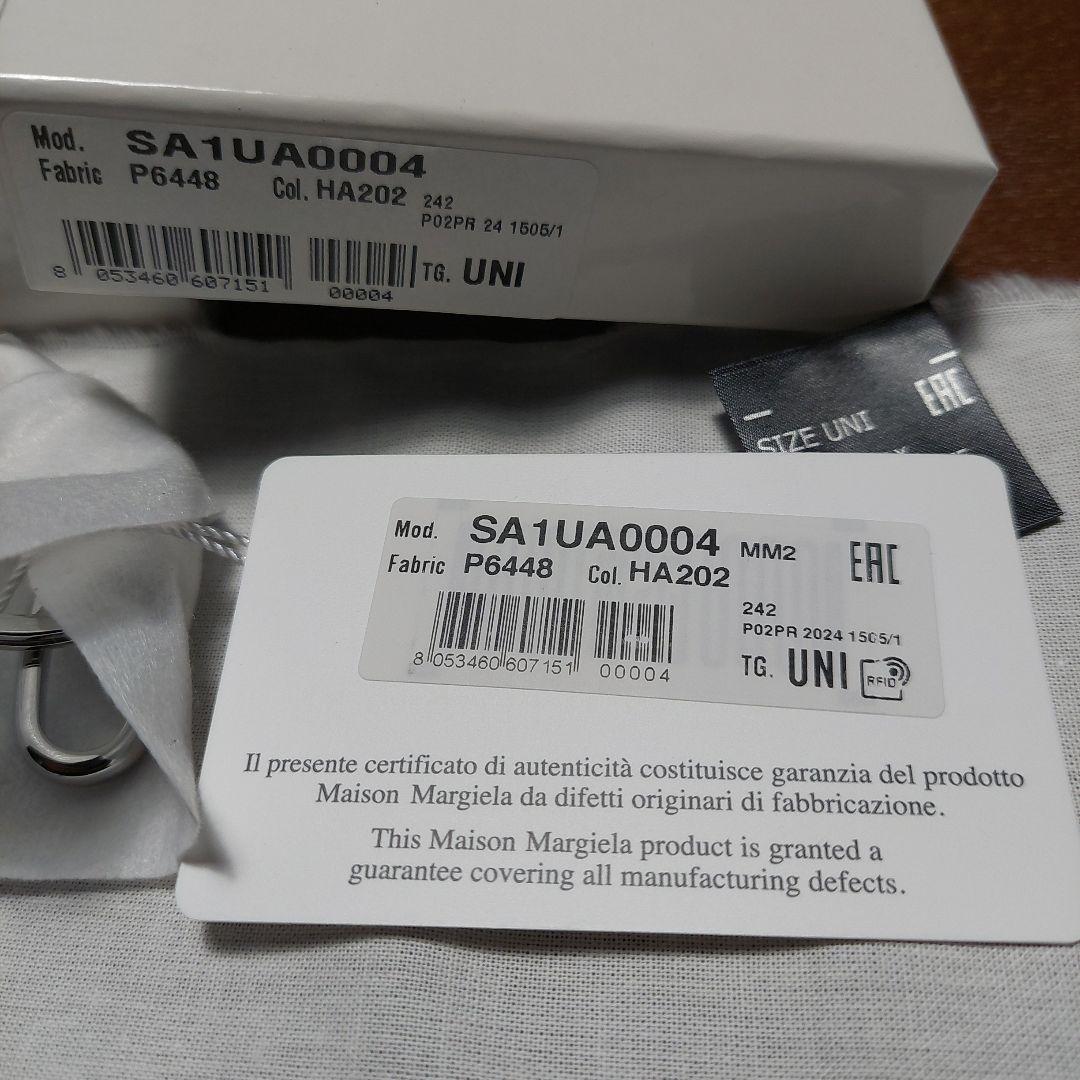 Mod. SA1UA0004
Fabric P6448 Col. HA202 242
P02PR 24 1505/1
8 053460 607151 00004 TG. UNI
EAC
SIZE UNI
Mod. SA1UA0004 MM2 EAC
Fabric P6448 Col. HA202
242
P02PR 2024 1505/1
8 053460 607151 00004 TG. UNI RFID
Il presente certificato di autenticità costituisce garanzia del prodotto
Maison Margiela da difetti originari di fabbricazione.
This Maison Margiela product is granted a
guarantee covering all manufacturing defects.